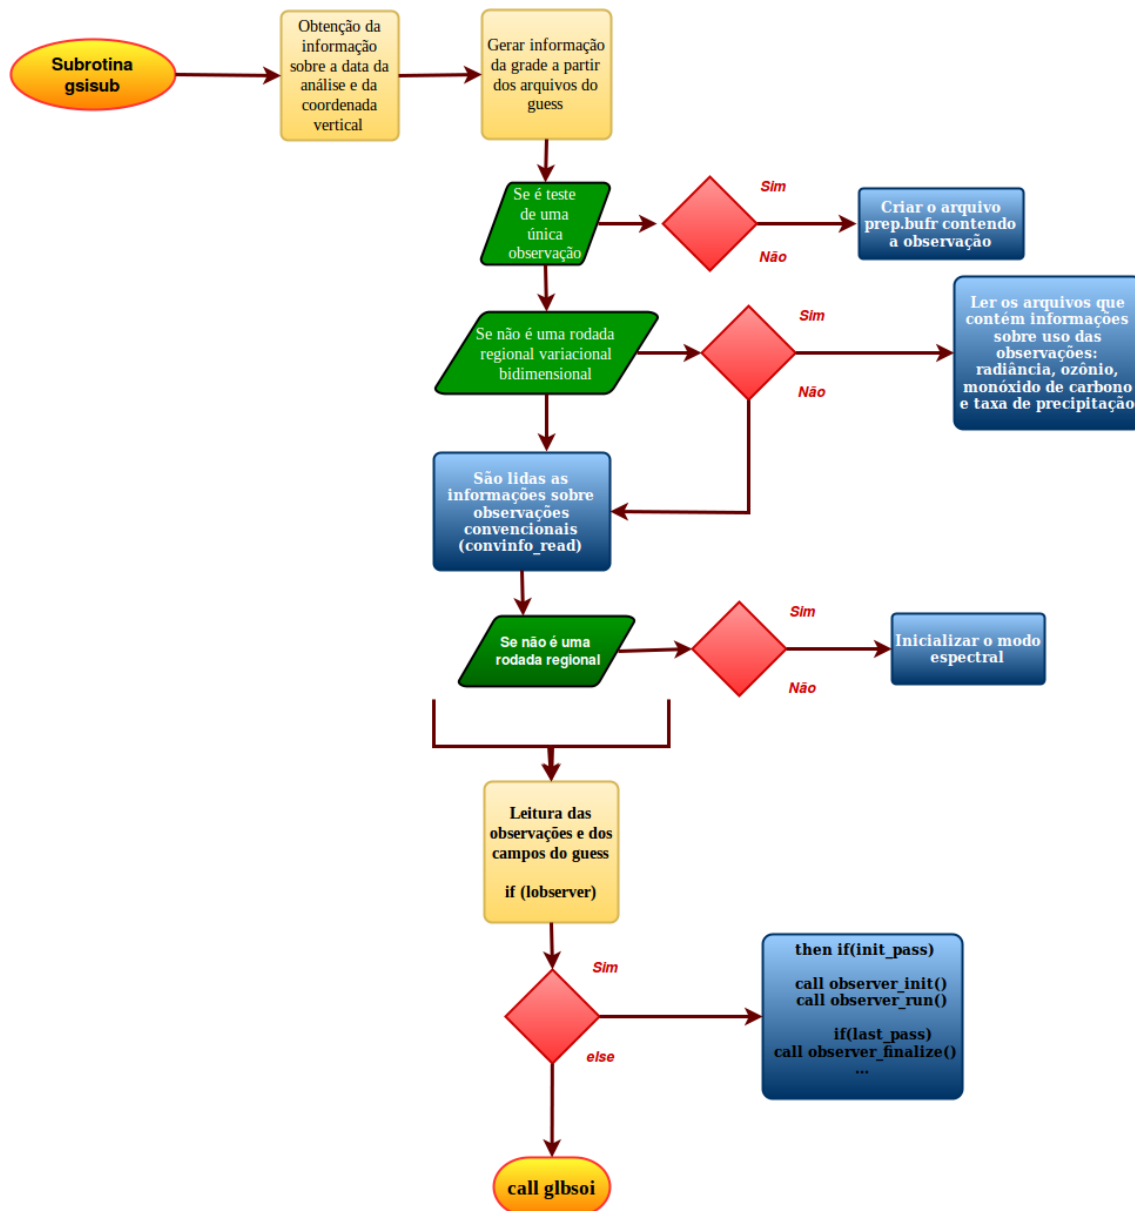 Subrotina
gsisub
Obtenção da
informação
sobre a data da
análise e da
coordenada
vertical
Gerar informação
da grade a partir
dos arquivos do
guess
Se é teste
de uma
única
observação
Sim
Não
Criar o arquivo
prep.bufr contendo
a observação
Se não é uma rodada
regional variacional
bidimensional
Sim
Não
Ler os arquivos que
contém informações
sobre uso das
observações:
radiância, ozônio,
monóxido de carbono
e taxa de precipitação
São lidas as
informações sobre
observações
convencionais
(convinfo_read)
Se não é uma
rodada regional
Sim
Não
Inicializar o modo
espectral
Leitura das
observações e dos
campos do guess
if (lobserver)
Sim
else
then if(init_pass)
call observer_init()
call observer_run()
if(last_pass)
call observer_finalize()
...
call glbsoi